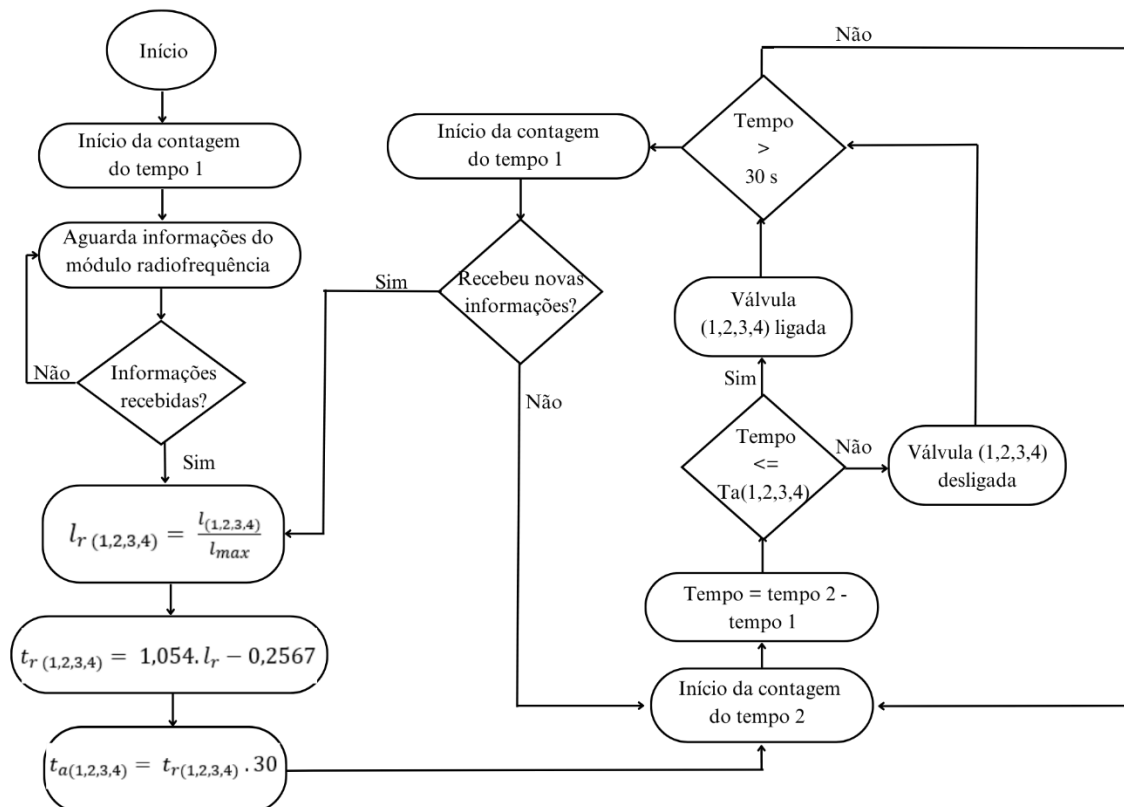 Início
Início da contagem
do tempo 1
Aguarda informações do
módulo radiofrequência
Não
Informações
recebidas?
Sim
l_r (1,2,3,4) = l_(1,2,3,4) / l_max
t_r (1,2,3,4) = 1,054. l_r − 0,2567
t_a(1,2,3,4) = t_r(1,2,3,4) . 30
Início da contagem
do tempo 1
Sim
Recebeu novas
informações?
Não
Não
Tempo
>
30 s
Válvula
(1,2,3,4) ligada
Sim
Tempo
<=
Ta(1,2,3,4)
Não
Válvula (1,2,3,4)
desligada
Tempo = tempo 2 -
tempo 1
Início da contagem
do tempo 2